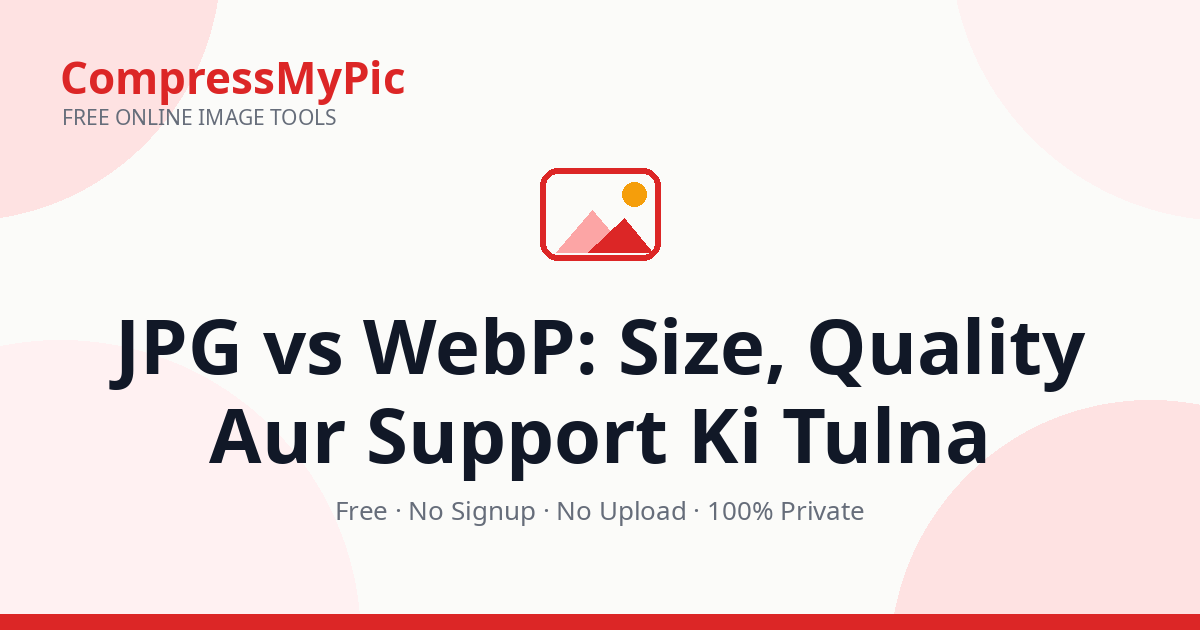 CompressMyPic
FREE ONLINE IMAGE TOOLS
JPG vs WebP: Size, Quality
Aur Support Ki Tulna
Free · No Signup · No Upload · 100% Private